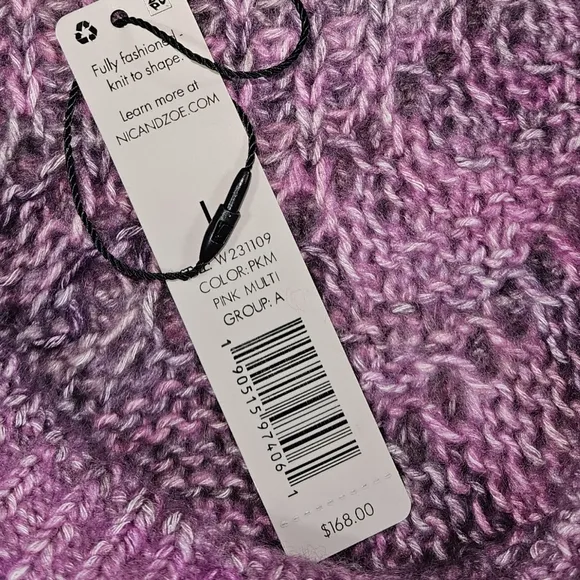 Fully fashioned
knit to shape.
Learn more at
NICANDZOE.COM
W231109
COLOR: PKM
PINK MULTI
GROUP: A
1 90515 97406 1
$168.00